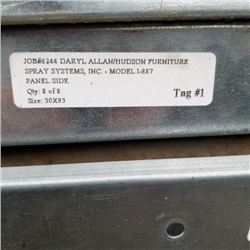 JOB#6244 DARYL ALLAN/HUDSON FURNITURE
SPRAY SYSTEMS, INC. - MODEL I-887
PANEL SIDE
Qty: 8 of 8
Size: 30X93
Tag #1